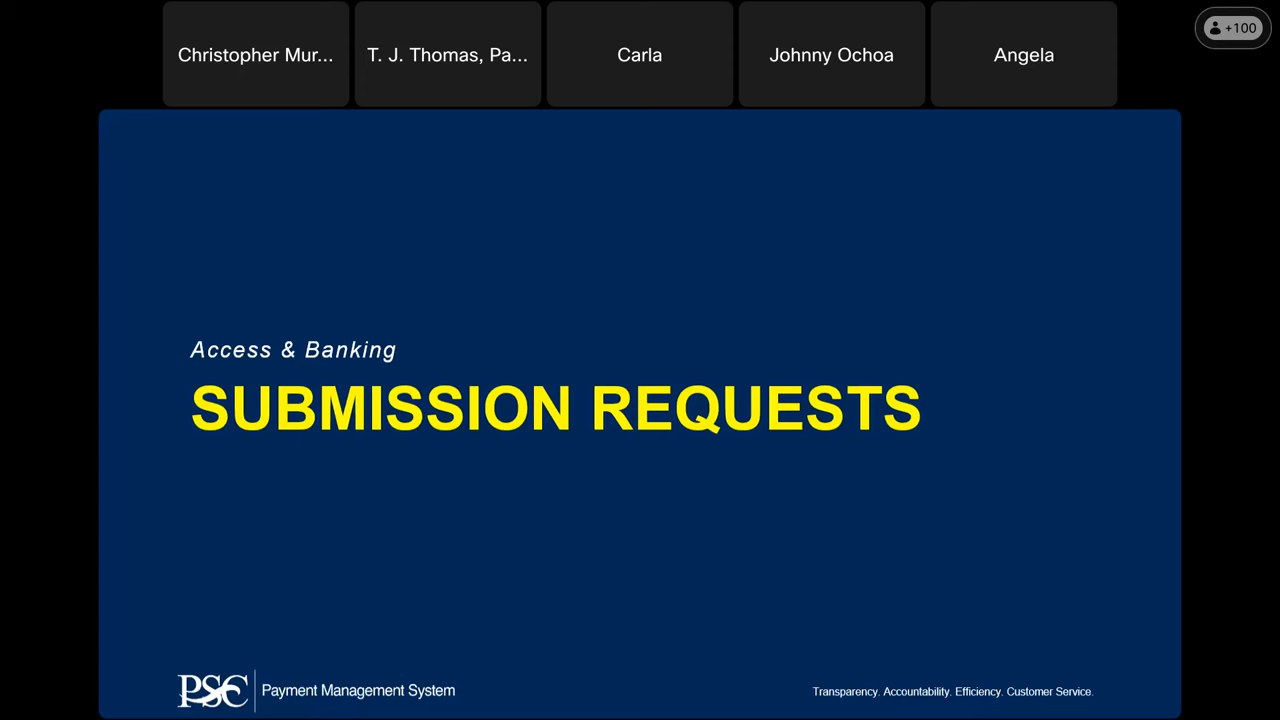 Christopher Mur...
T. J. Thomas, Pa...
Carla
Johnny Ochoa
Angela
+100
Access & Banking
SUBMISSION REQUESTS
PSC
Payment Management System
Transparency. Accountability. Efficiency. Customer Service.